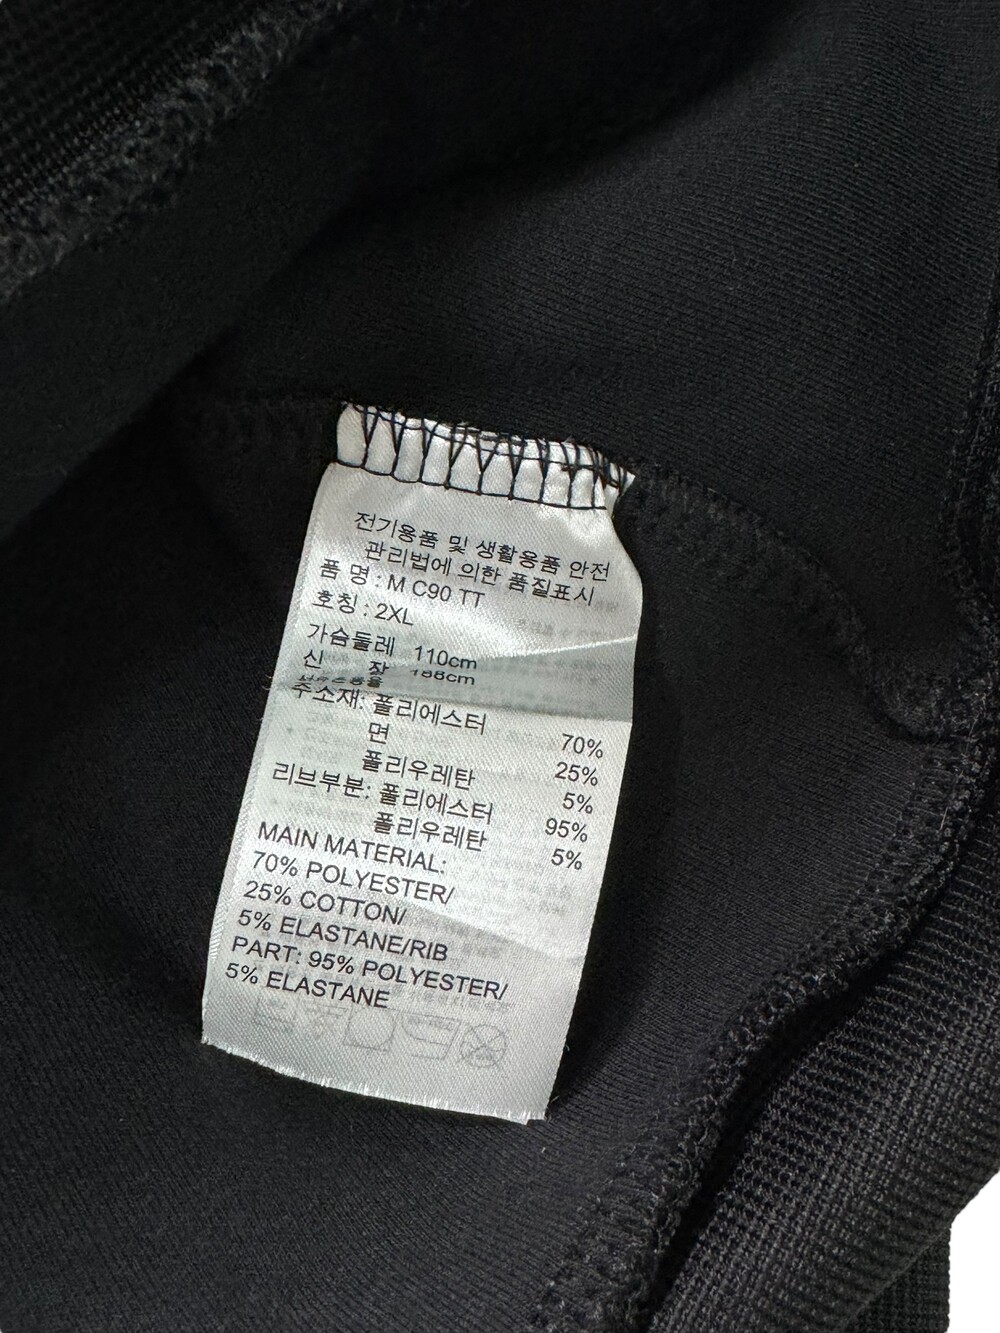 전기용품 및 생활용품 안전
관리법에 의한 품질표시
품 명 : M C90 TT
호칭 : 2XL
가슴둘레 110cm
신 장 188cm
주소재: 폴리에스터 70%
면 25%
폴리우레탄 5%
리브부분: 폴리에스터 95%
폴리우레탄 5%
MAIN MATERIAL:
70% POLYESTER/
25% COTTON/
5% ELASTANE/RIB
PART: 95% POLYESTER/
5% ELASTANE